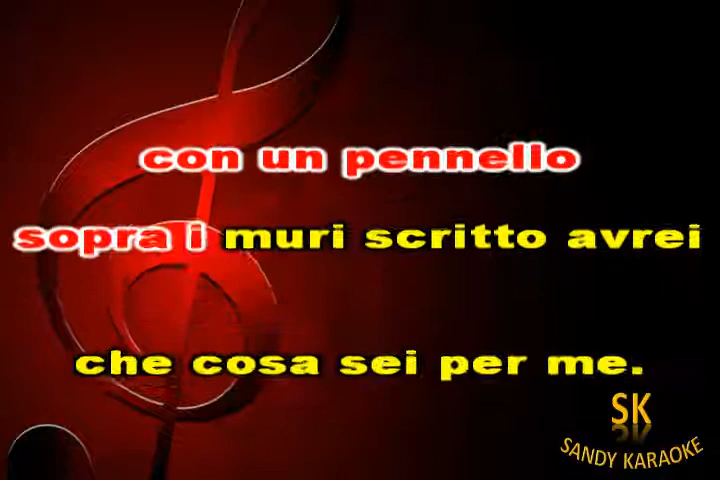 con un pennello
sopra i muri scritto avrei
che cosa sei per me.
SK
SANDY KARAOKE